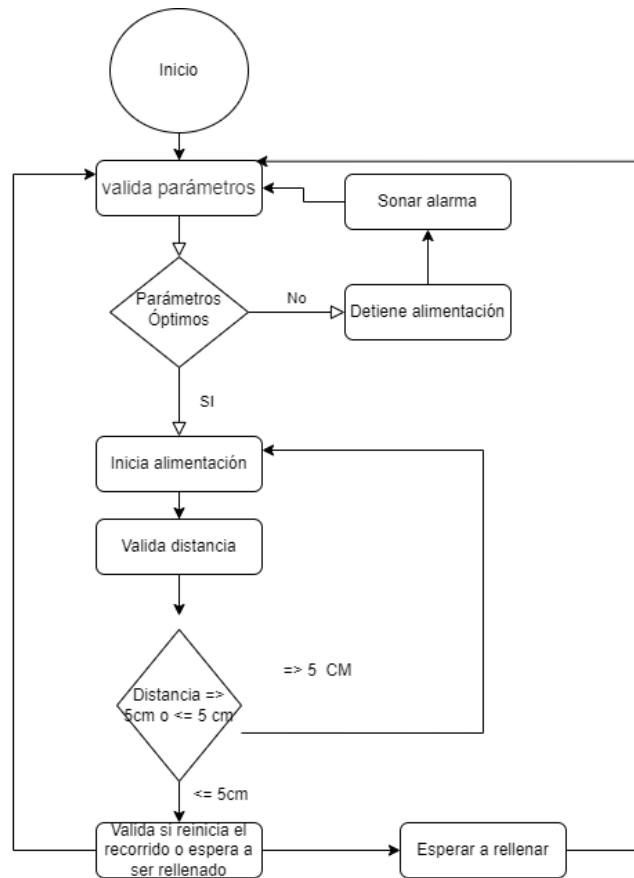 Inicio
valida parámetros
Sonar alarma
Parámetros
Óptimos
No
Detiene alimentación
SI
Inicia alimentación
Valida distancia
=> 5 CM
Distancia =>
5cm o <= 5 cm
<= 5cm
Valida si reinicia el
recorrido o espera a
ser rellenado
Esperar a rellenar